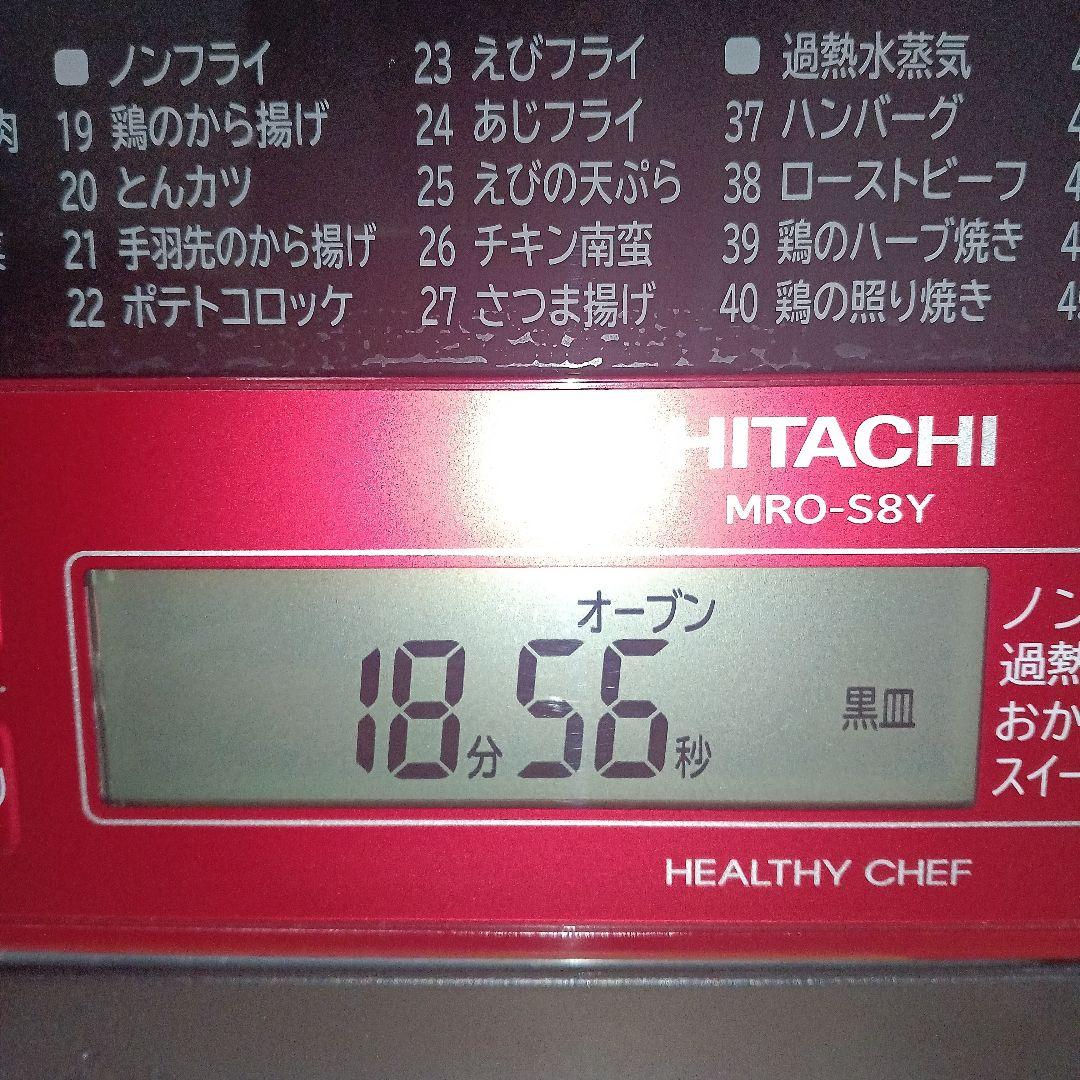 ノンフライ
19 鶏のから揚げ
20 とんカツ
21 手羽先のから揚げ
22 ポテトコロッケ
23 えびフライ
24 あじフライ
25 えびの天ぷら
26 チキン南蛮
27 さつま揚げ
過熱水蒸気
37 ハンバーグ
38 ローストビーフ
39 鶏のハーブ焼き
40 鶏の照り焼き
肉
菜
HITACHI
MRO-S8Y
オーブン
18分56秒
黒皿
ノン
過熱
おか
スイー
HEALTHY CHEF